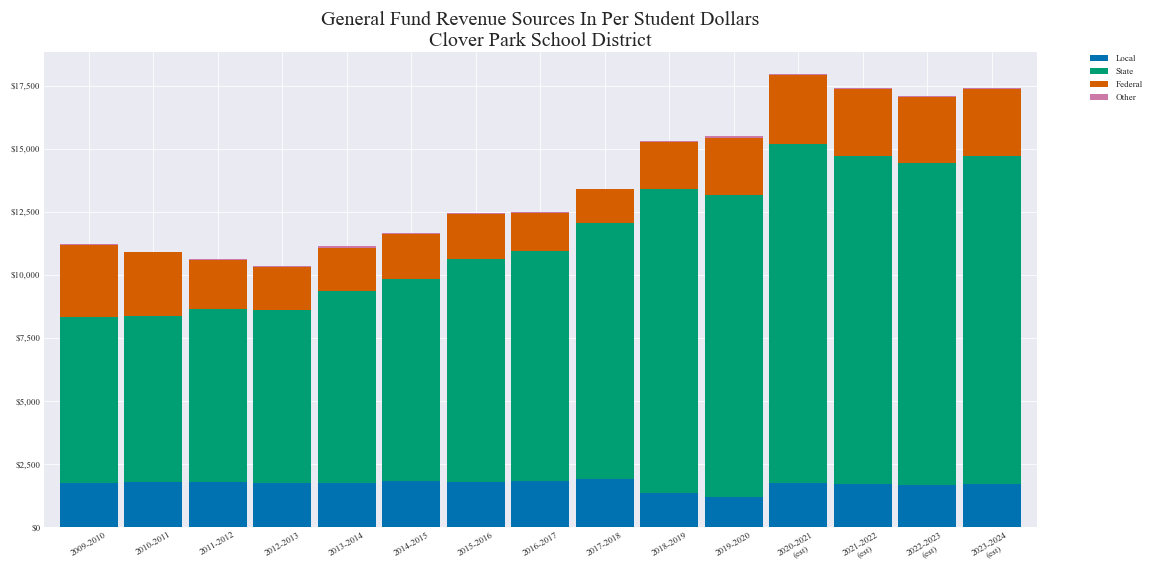 General Fund Revenue Sources In Per Student Dollars
Clover Park School District
Local
State
Federal
Other
$17,500
$15,000
$12,500
$10,000
$7,500
$5,000
$2,500
$0
2009-2010
2010-2011
2011-2012
2012-2013
2013-2014
2014-2015
2015-2016
2016-2017
2017-2018
2018-2019
2019-2020
2020-2021
(est)
2021-2022
(est)
2022-2023
(est)
2023-2024
(est)